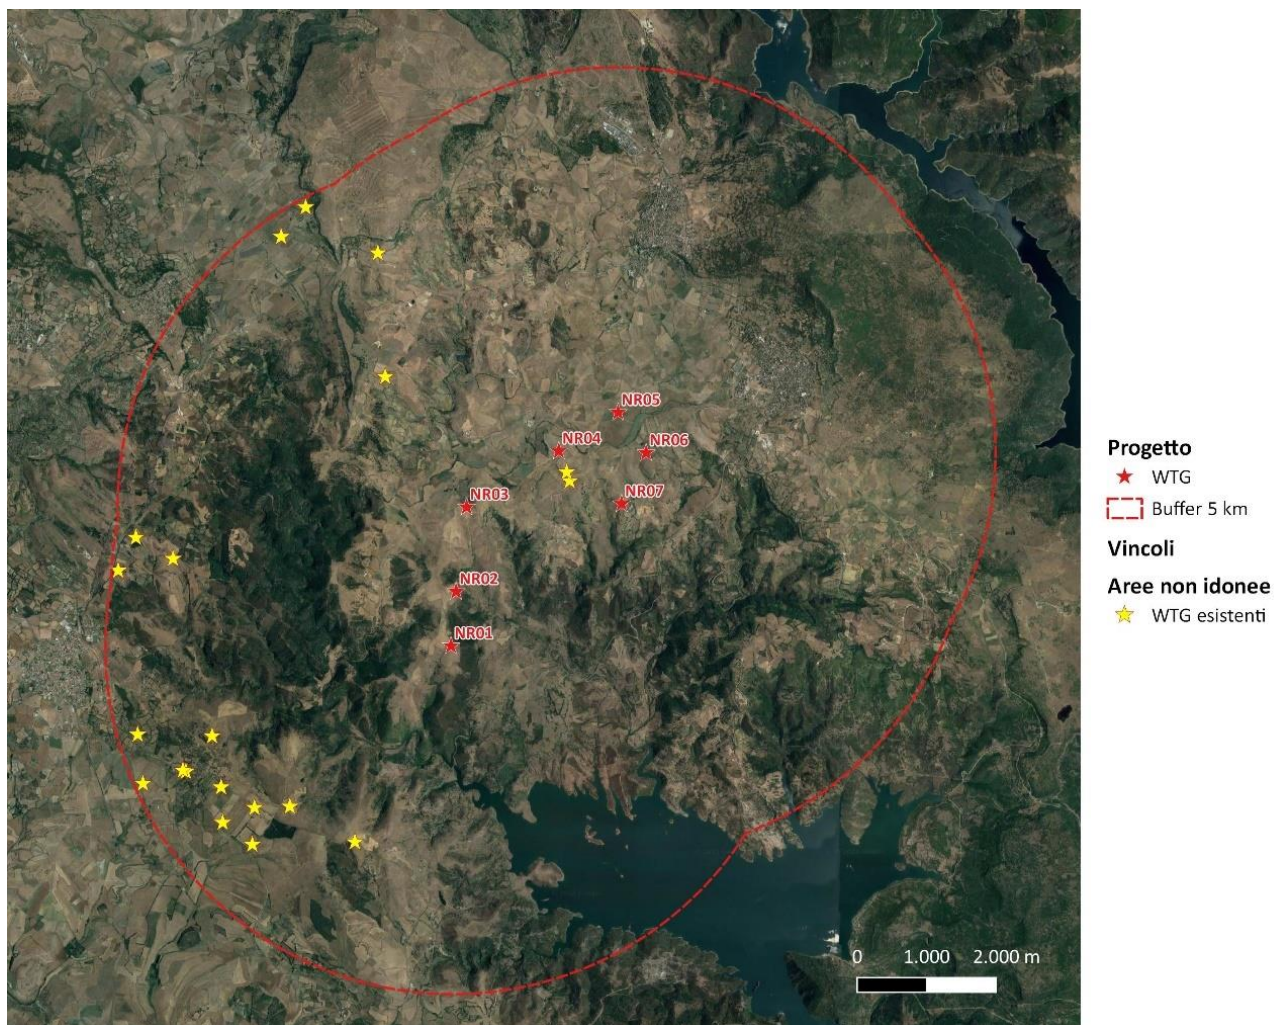 NR05
NR04
NR06
NR03
NR07
NR02
NR01
Progetto
WTG
Buffer 5 km
Vincoli
Aree non idonee
WTG esistenti
0 1.000 2.000 m